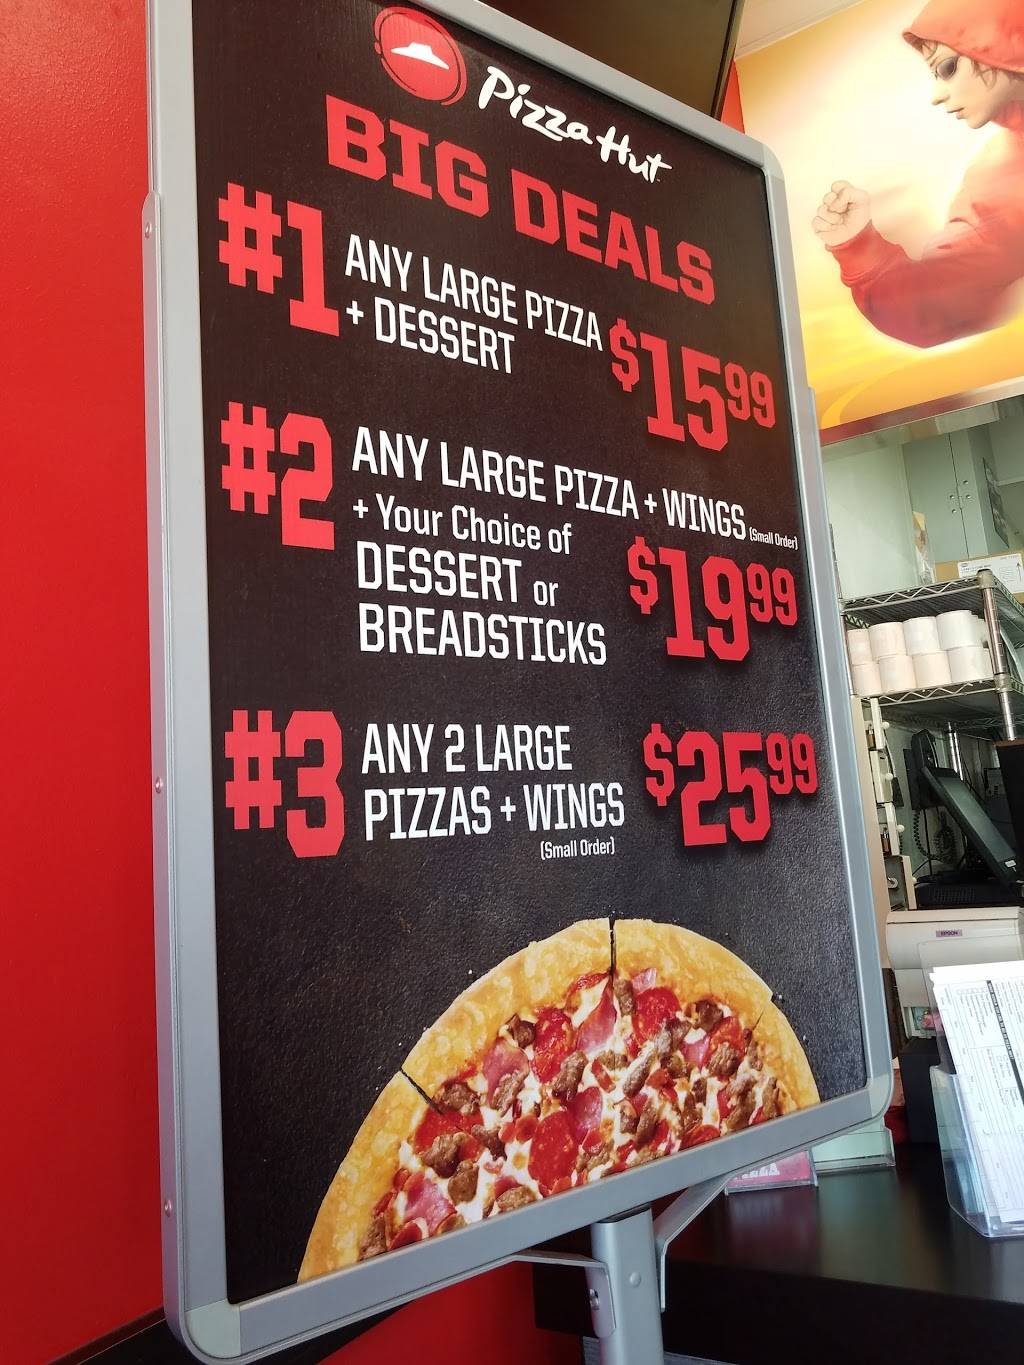 Pizza Hut
BIG DEALS
#1
ANY LARGE PIZZA
+ DESSERT
$15 99
#2
ANY LARGE PIZZA + WINGS (Small Order)
+ Your Choice of
DESSERT or
BREADSTICKS
$19 99
#3
ANY 2 LARGE
PIZZAS + WINGS
(Small Order)
$25 99
EPSON